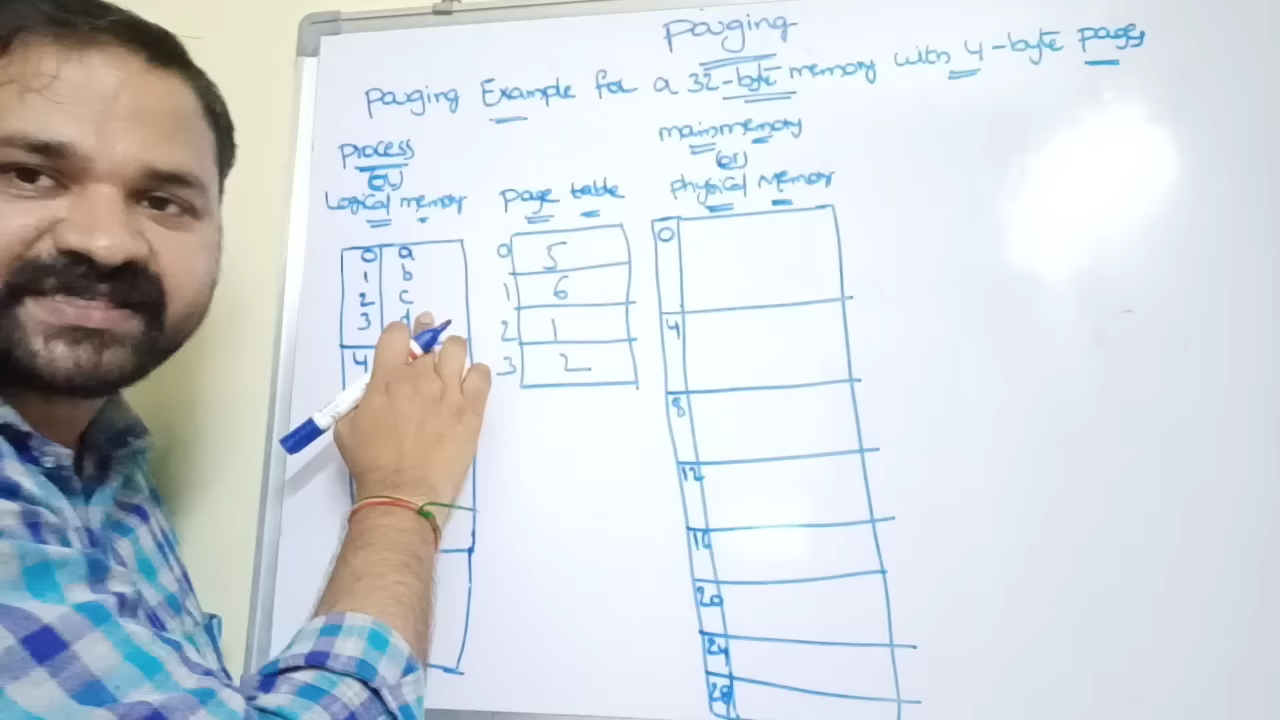 Paging
Paging Example for a 32-byte memory with 4-byte pages
Process
(or)
Logical memory
0 a
1 b
2 c
3 d
4
Page table
0 5
1 6
2 1
3 2
main memory
(or)
physical Memory
0
4
8
12
16
20
24
28